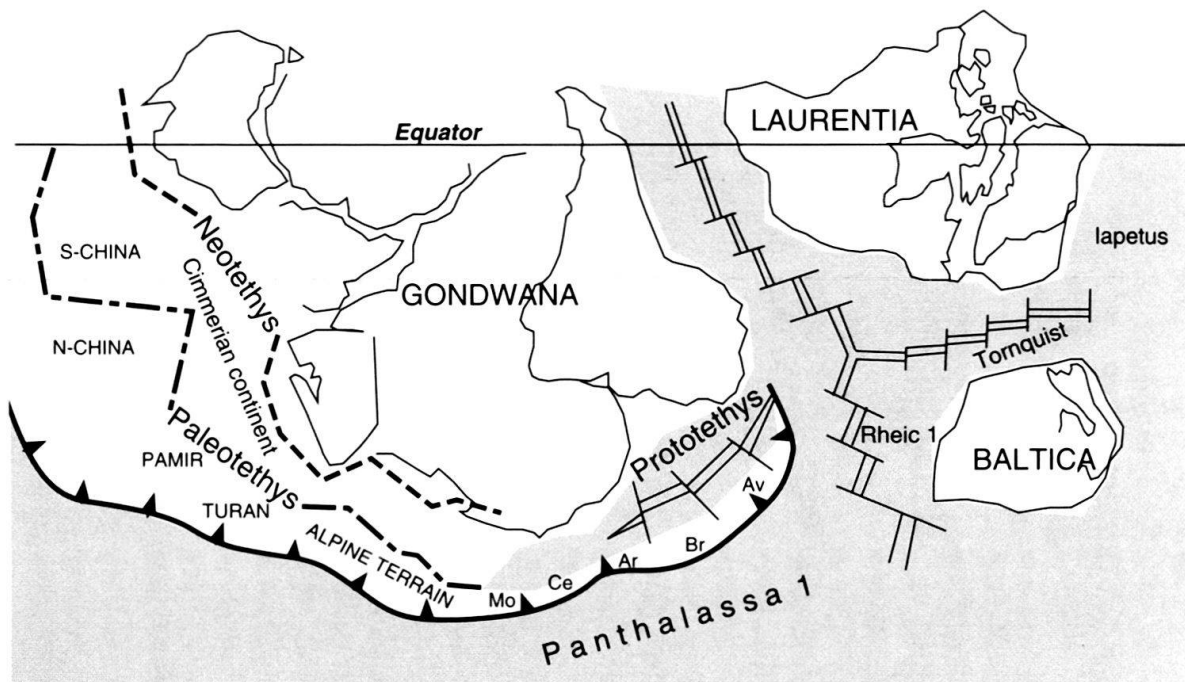 Equator
LAURENTIA
Iapetus
S-CHINA
Neotethys
GONDWANA
N-CHINA
Cimmerian continent
Tornquist
Paleotethys
Prototethys
Rheic 1
BALTICA
PAMIR
TURAN
Av
ALPINE TERRAIN
Br
Ar
Ce
Mo
Panthalassa 1